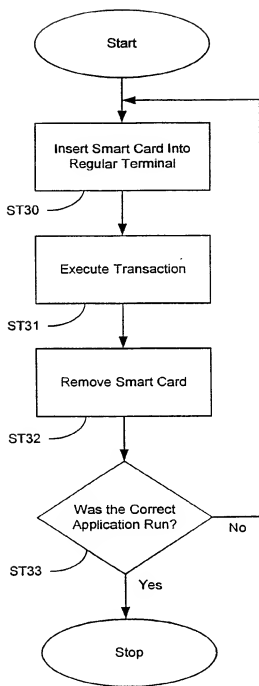 Start
Insert Smart Card Into
Regular Terminal
ST30
Execute Transaction
ST31
Remove Smart Card
ST32
Was the Correct
Application Run?
No
ST33
Yes
Stop